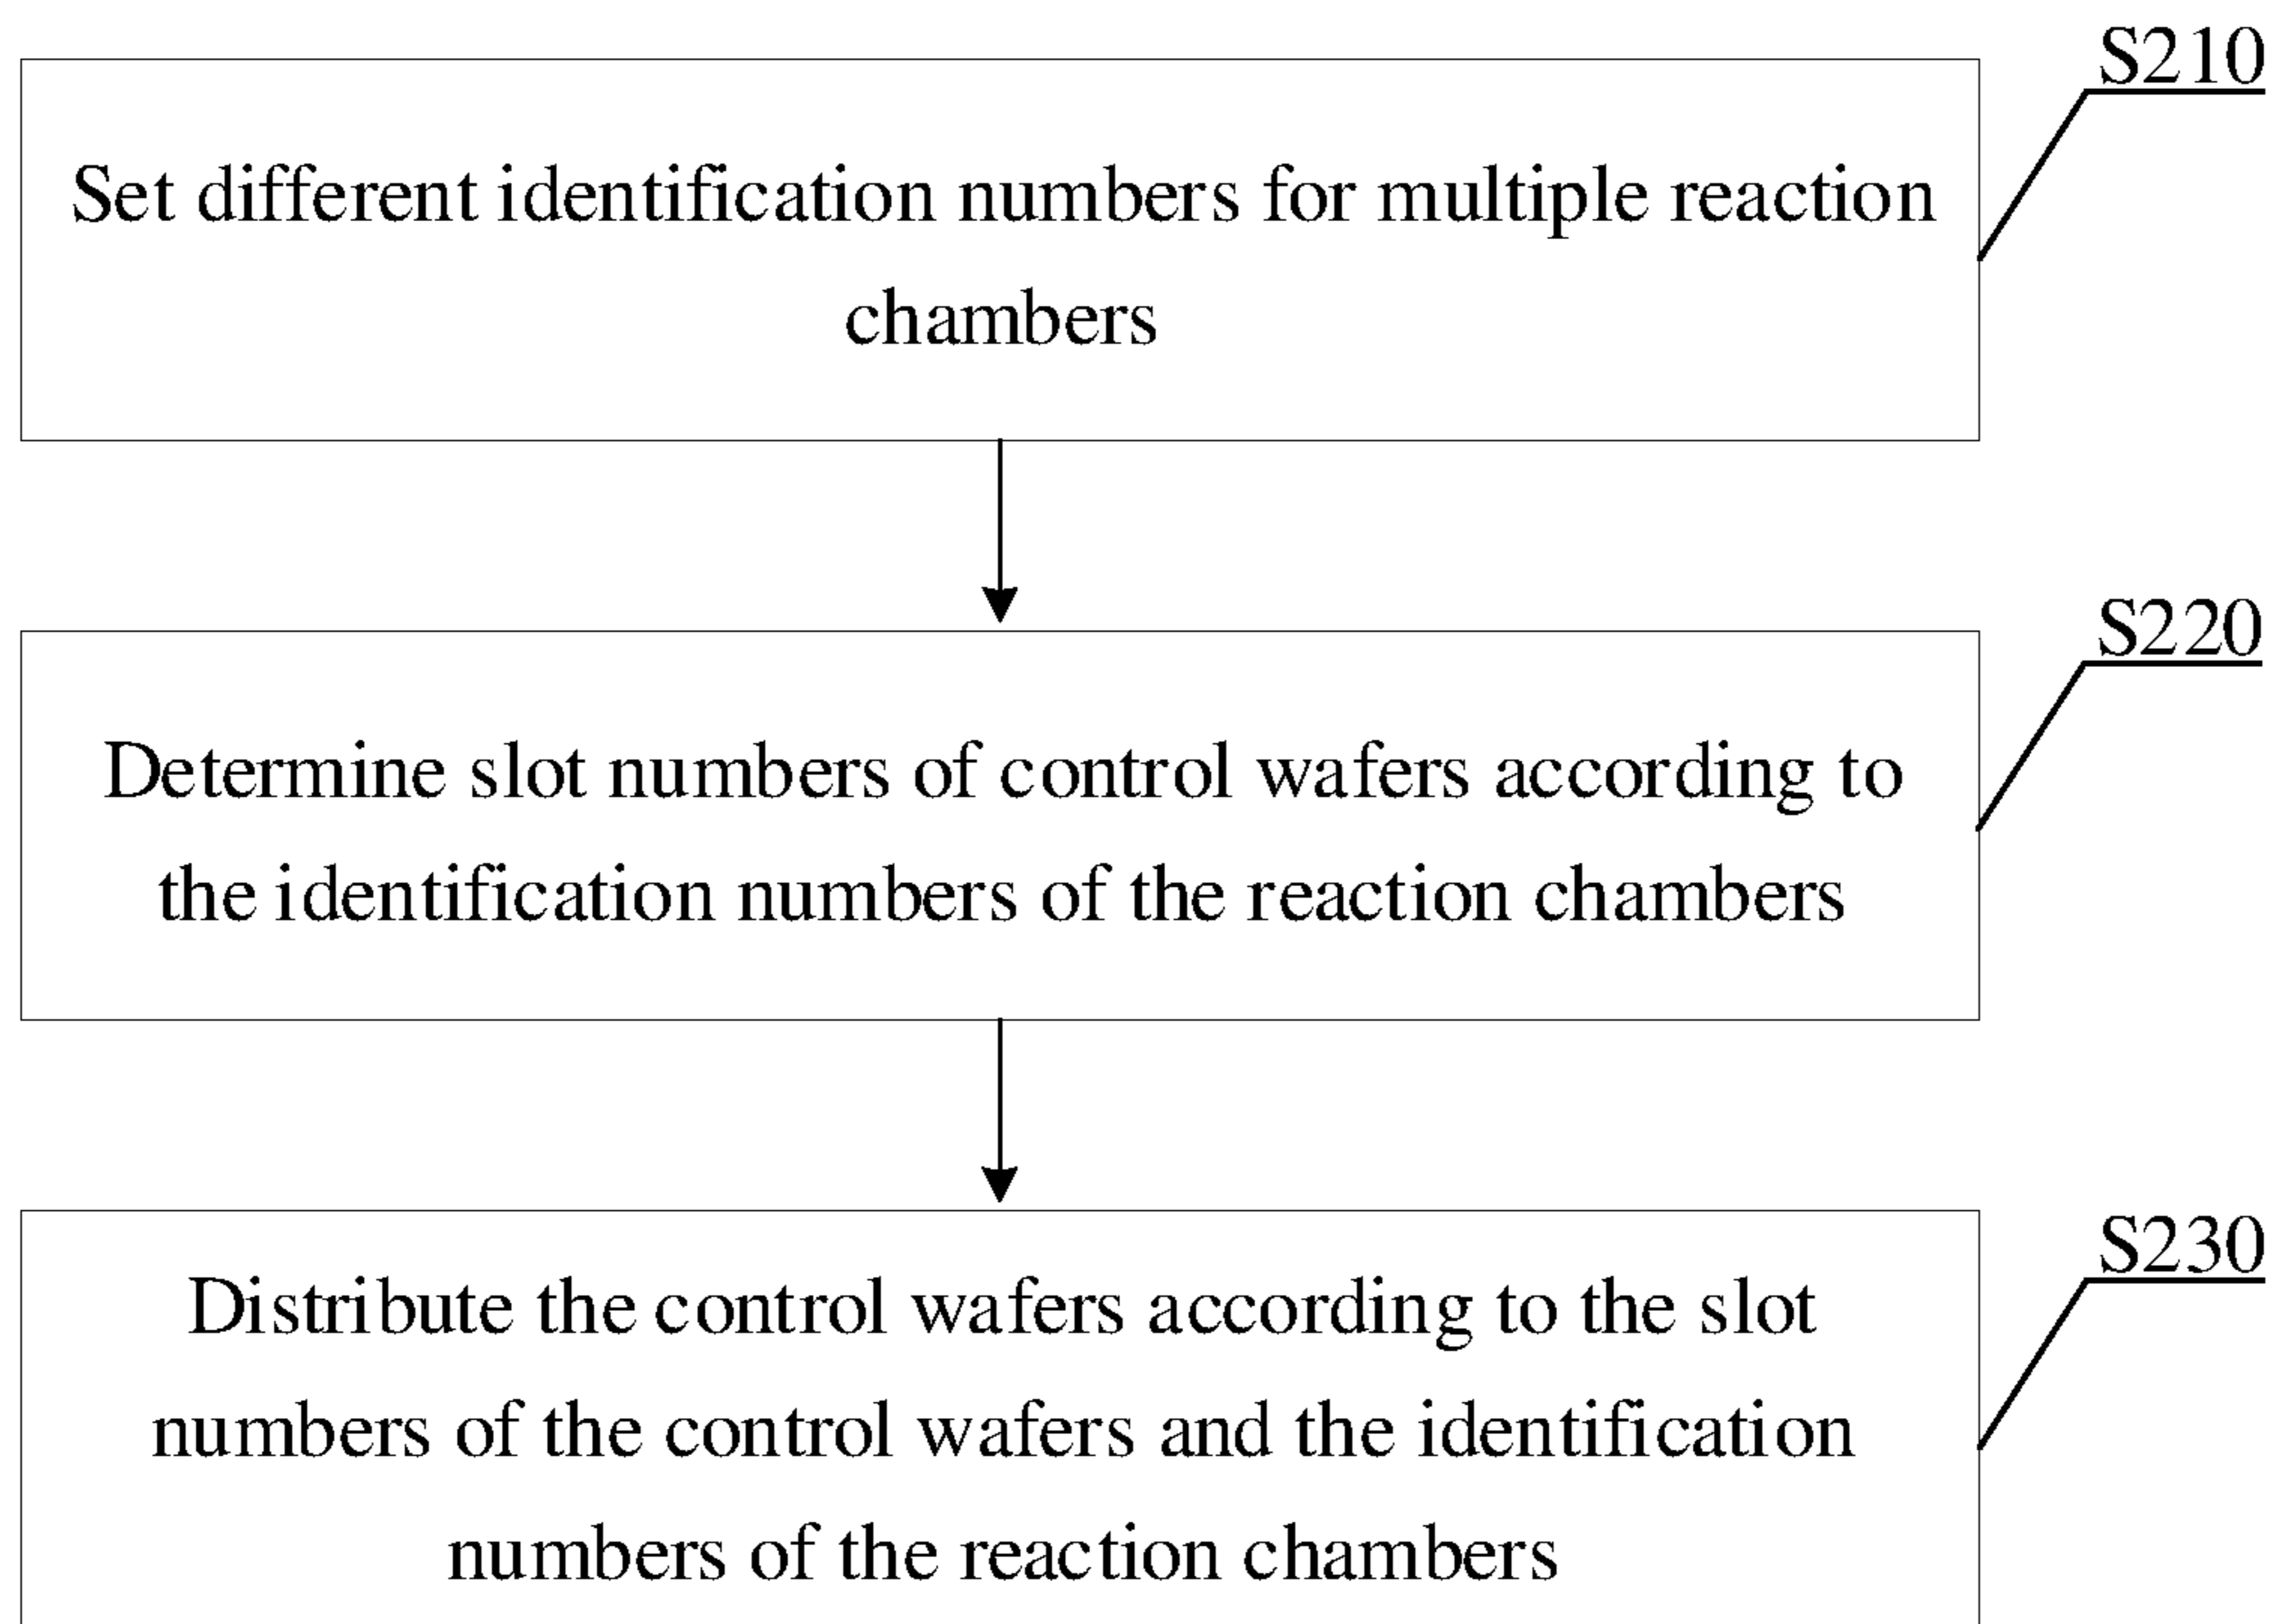 S210
Set different identification numbers for multiple reaction
chambers
S220
Determine slot numbers of control wafers according to
the identification numbers of the reaction chambers
S230
Distribute the control wafers according to the slot
numbers of the control wafers and the identification
numbers of the reaction chambers